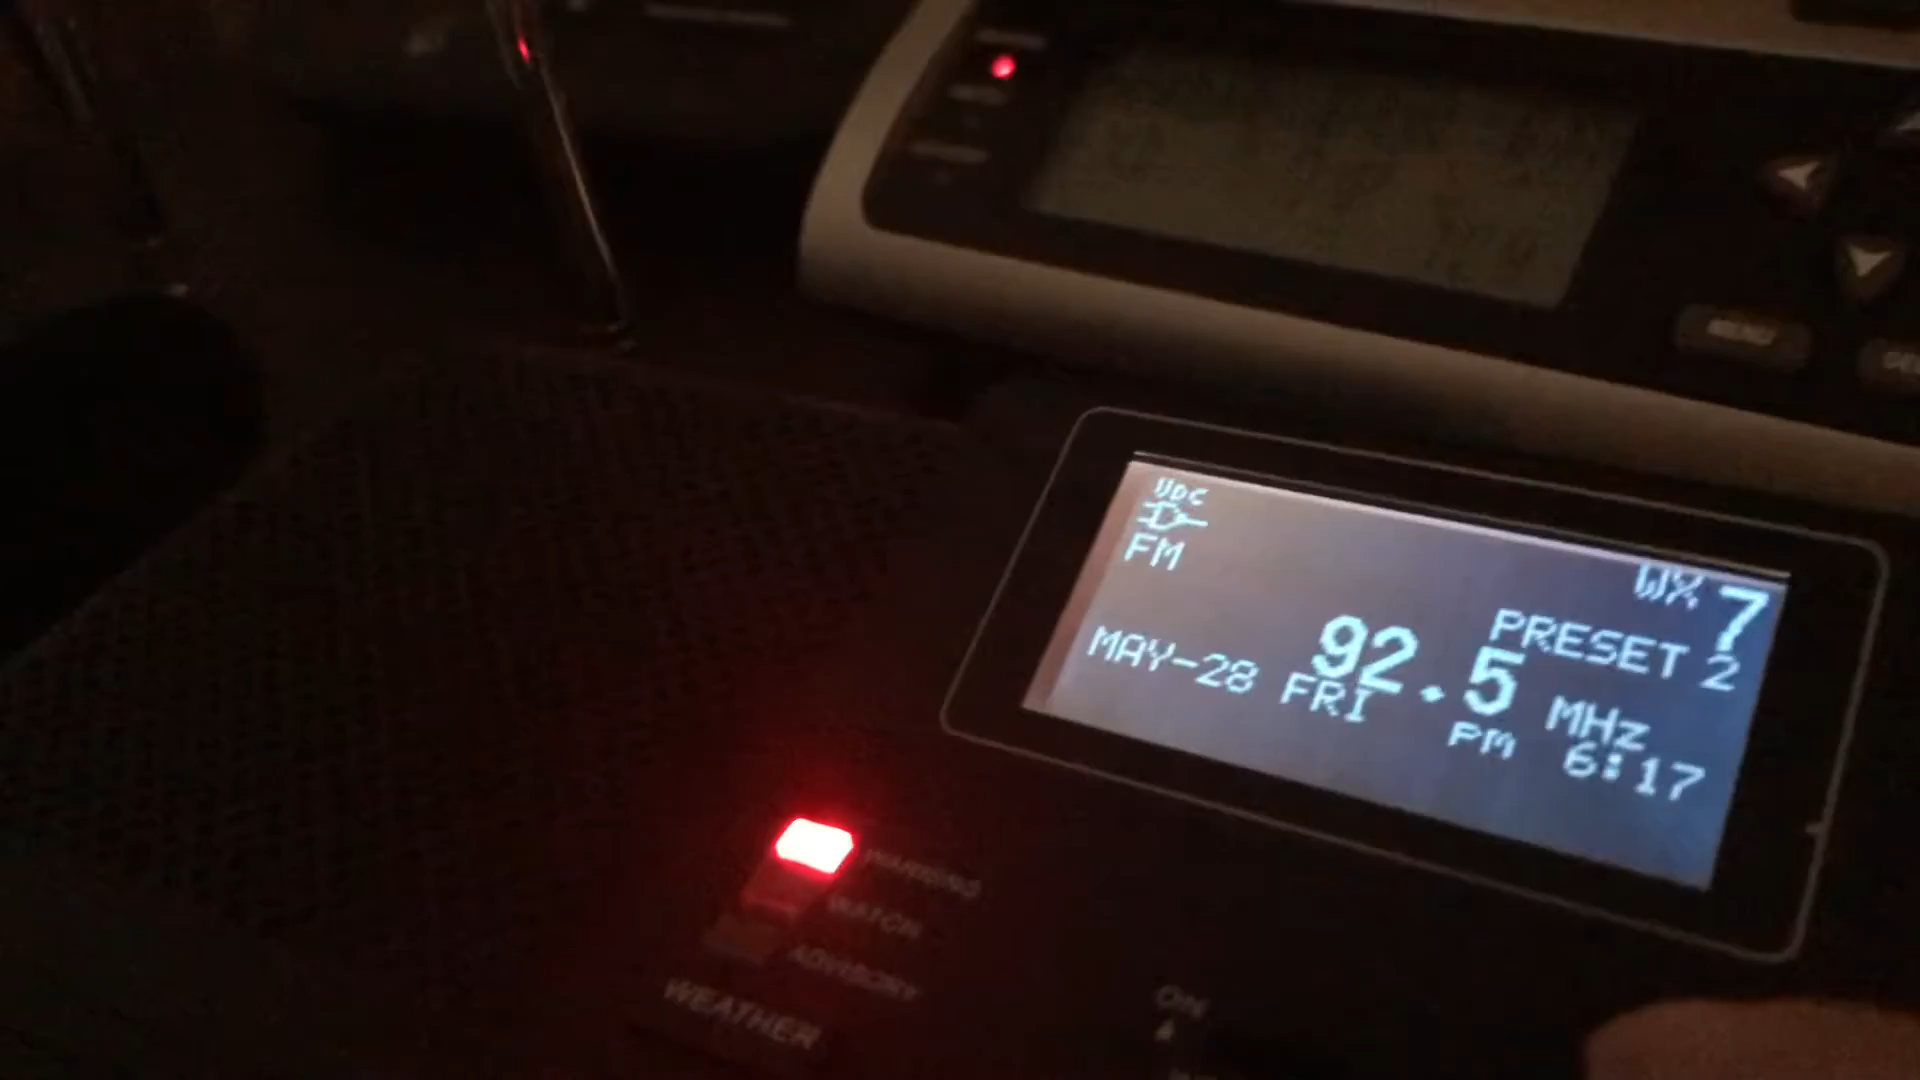 MENU
VDC
FM
WX 7
PRESET 2
92.5 MHz
MAY-28 FRI PM 6:17
WARNING
WATCH
ADVISORY
WEATHER
ON